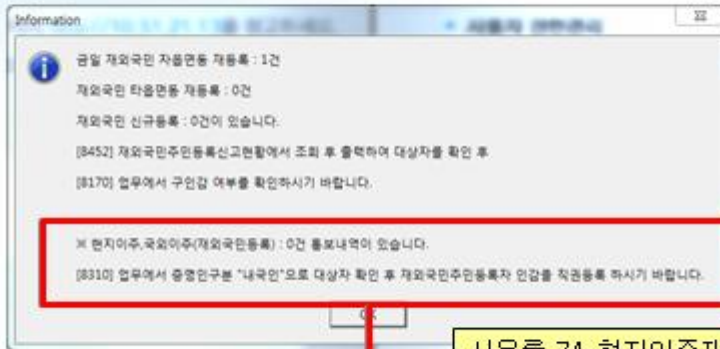 Information
금일 재외국민 자읍면동 재등록 : 1건
재외국민 타읍면동 재등록 : 0건
재외국민 신규등록 : 0건이 있습니다.
[8452] 재외국민주민등록신고현황에서 조회 후 출력하여 대상자를 확인 후
[8170] 업무에서 구인감 여부를 확인하시기 바랍니다.
※ 현지이주,국외이주(재외국민등록) : 0건 통보내역이 있습니다.
[8310] 업무에서 증명인구분 "내국인"으로 대상자 확인 후 재외국민주민등록자 인감을 직권등록 하시기 바랍니다.